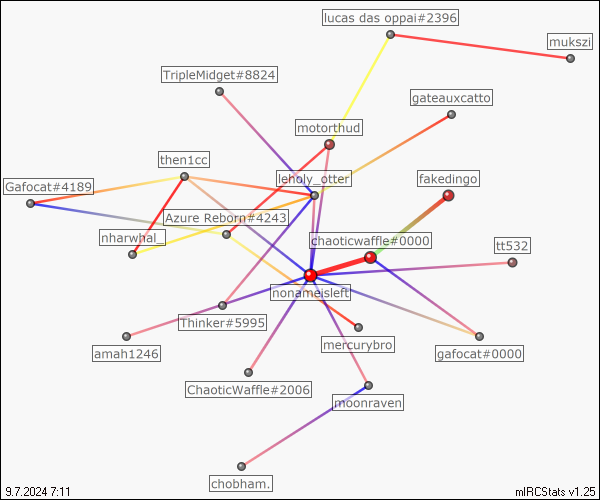 lucas das oppai#2396
mukszi
TripleMidget#8824
gateauxcatto
motorthud
then1cc
leholy_otter
fakedingo
Gafocat#4189
Azure Reborn#4243
nharwhal_
chaoticwaffle#0000
tt532
nonameisleft
Thinker#5995
mercurybro
amah1246
gafocat#0000
ChaoticWaffle#2006
moonraven
chobham.
9.7.2024 7:11
mIRCStats v1.25